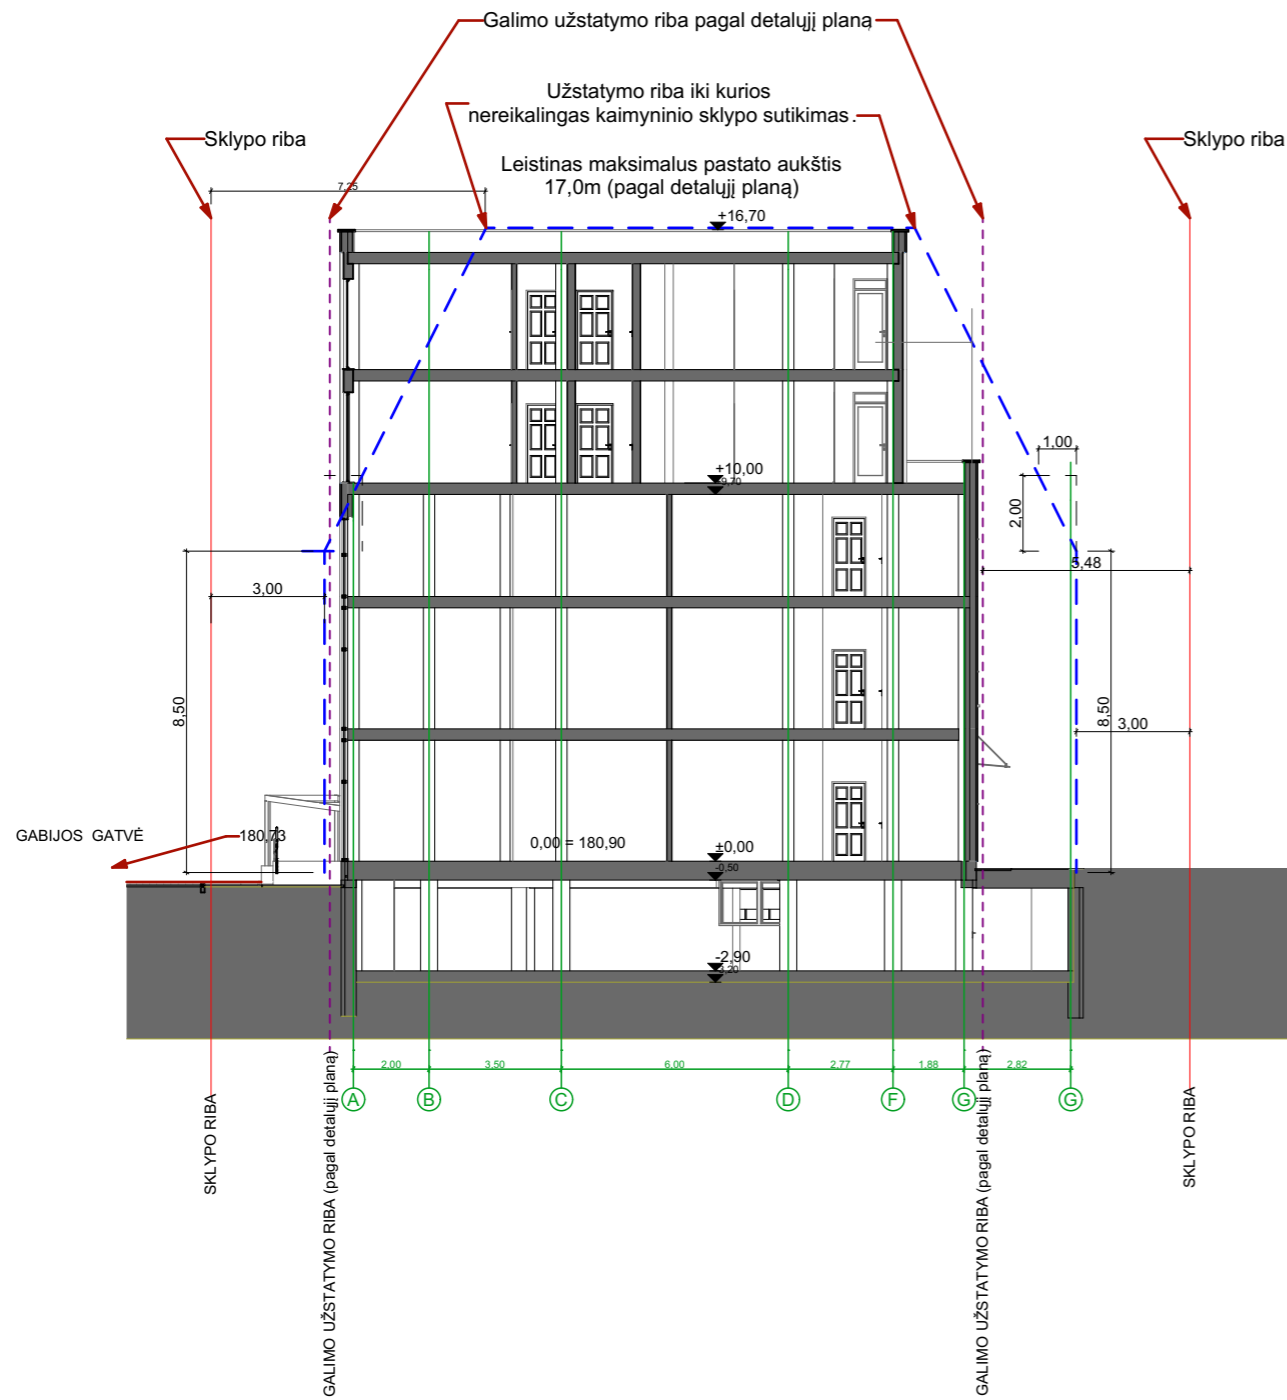 Galimo užstatymo riba pagal detalųjį planą
Užstatymo riba iki kurios
nereikalingas kaimyninio sklypo sutikimas.
Sklypo riba
Sklypo riba
Leistinas maksimalus pastato aukštis
17,0m (pagal detalųjį planą)
7,25
+16,70
+10,00
+9,70
1,00
2,00
5,48
3,00
8,50
8,50
3,00
GABIJOS GATVĖ
180,73
0,00 = 180,90
±0,00
-0,50
-2,90
-3,20
2.00
3.50
6.00
2.77
1.88
2.82
A
B
C
D
F
G
G
SKLYPO RIBA
GALIMO UŽSTATYMO RIBA (pagal detalųjį planą)
GALIMO UŽSTATYMO RIBA (pagal detalųjį planą)
SKLYPO RIBA